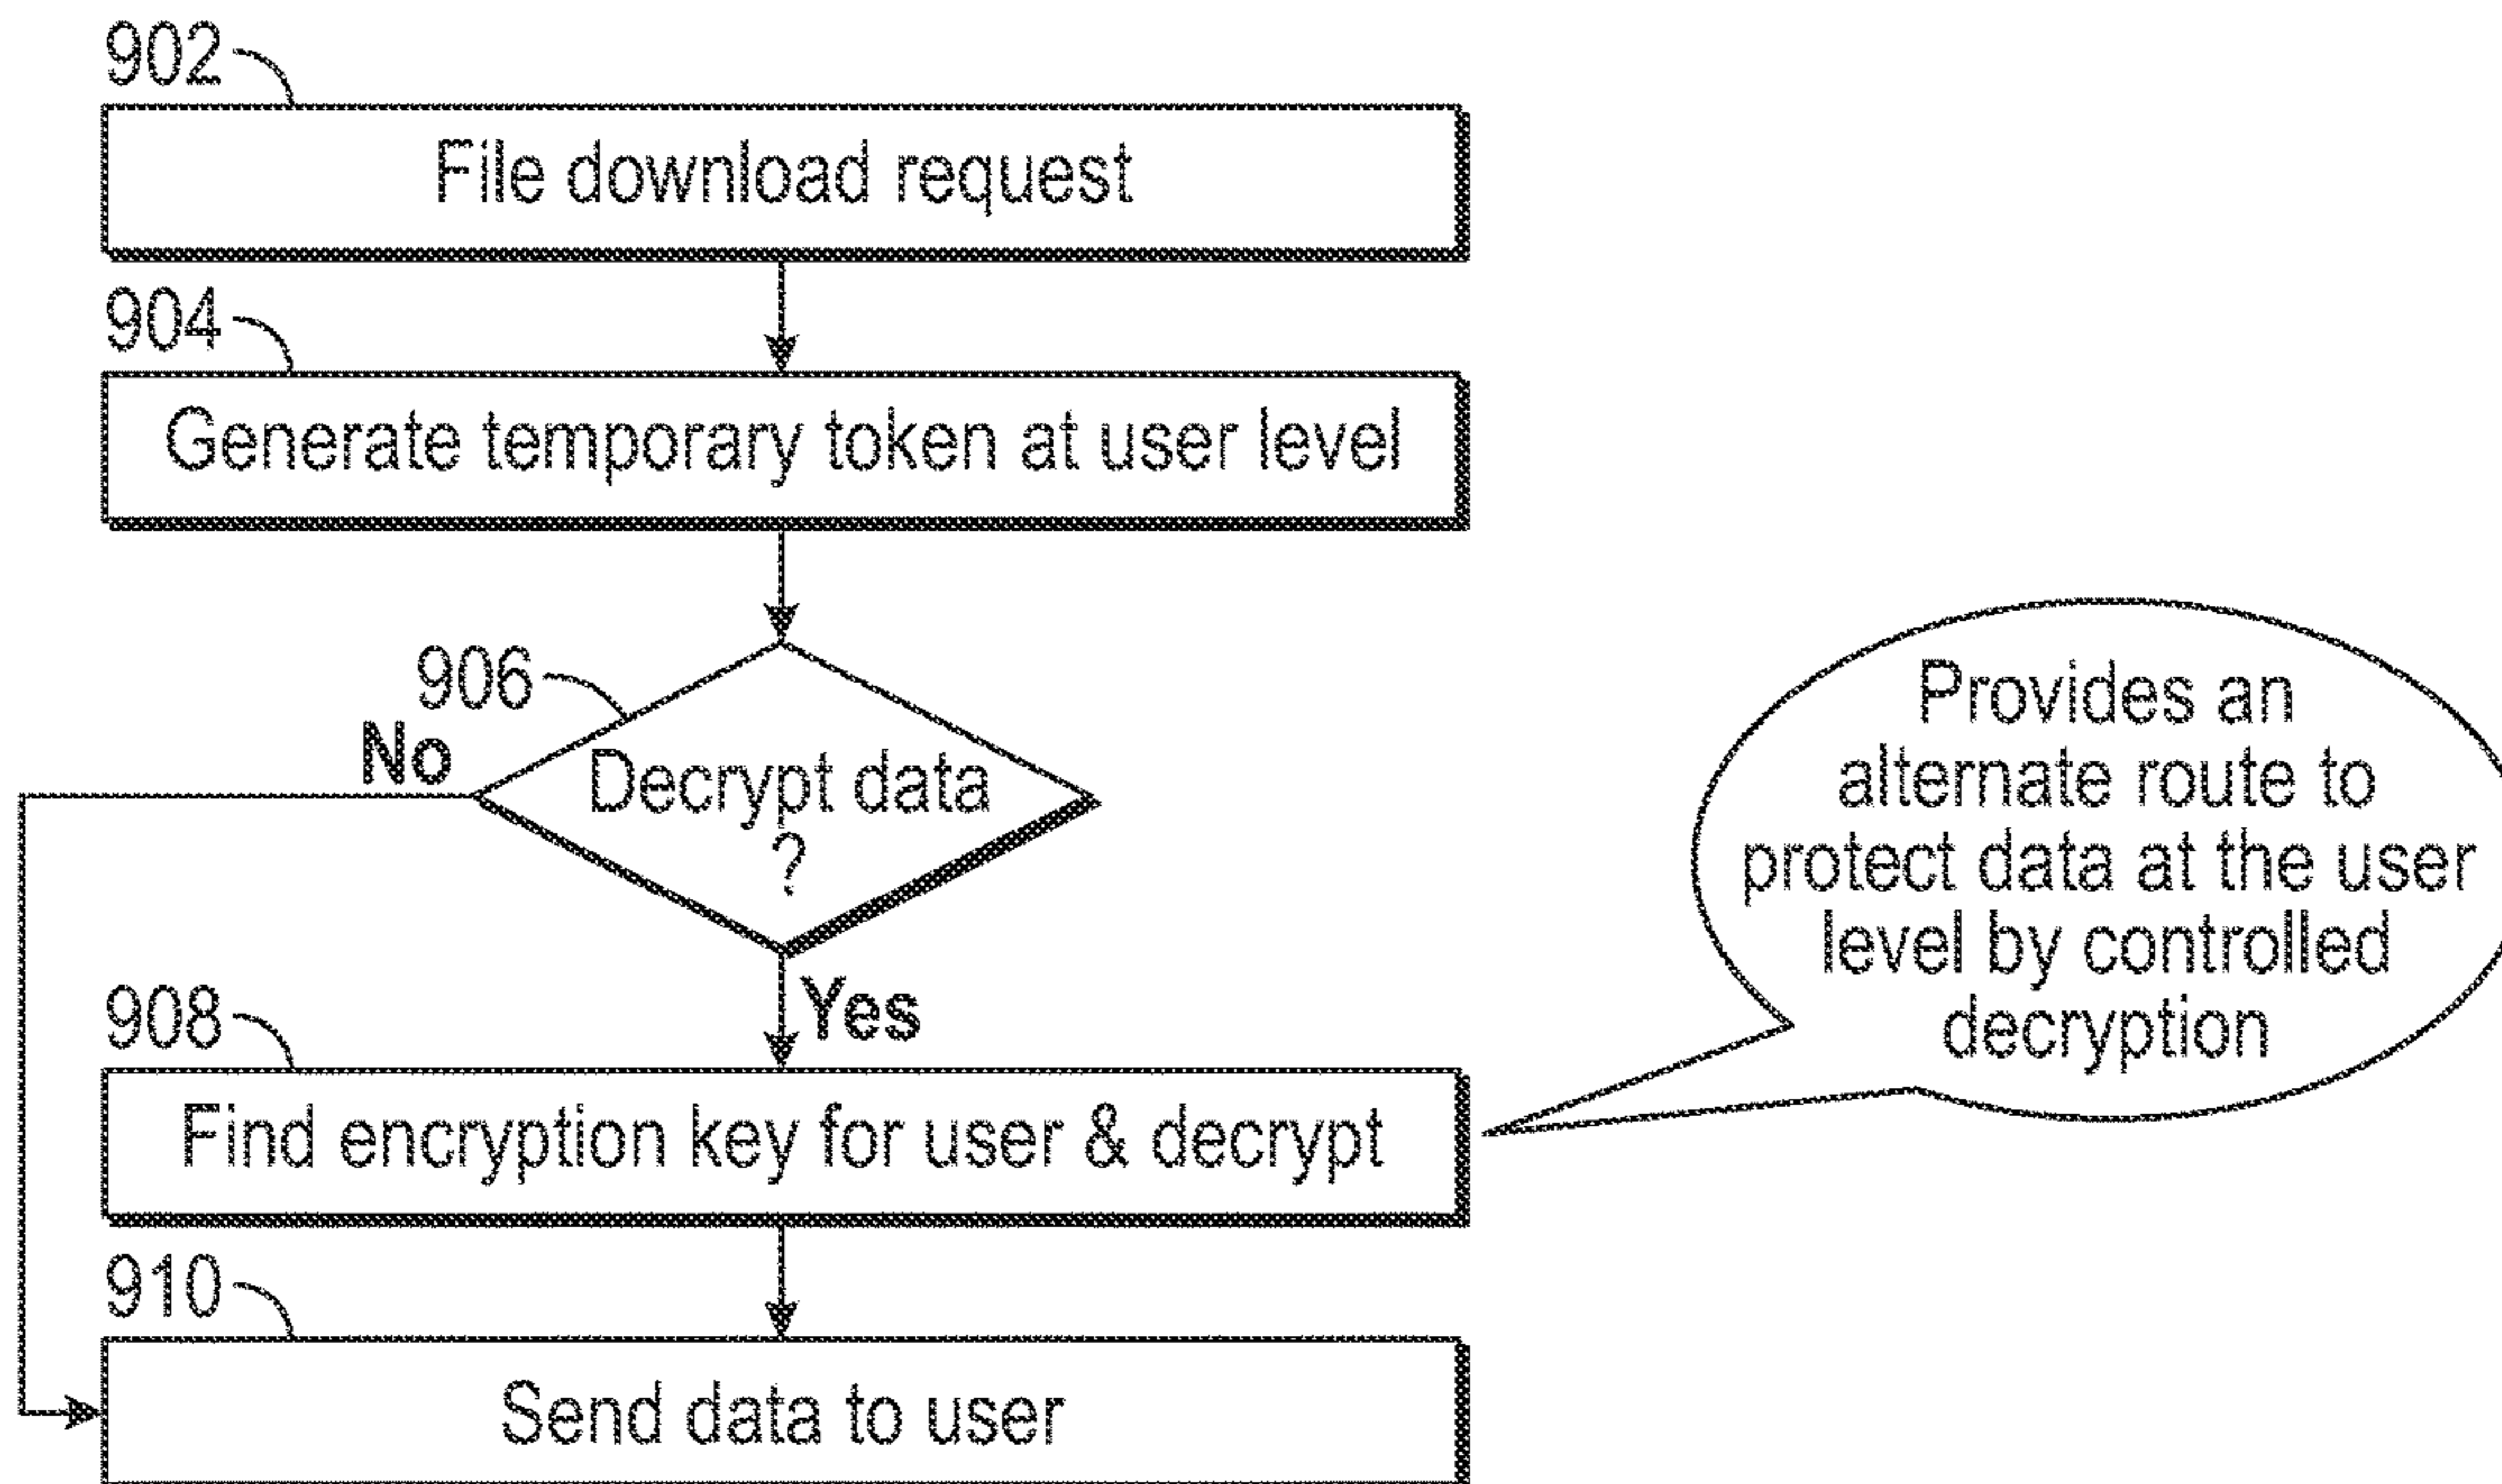 902
File download request
904
Generate temporary token at user level
906
No
Decrypt data
?
Yes
908
Find encryption key for user & decrypt
910
Send data to user
Provides an
alternate route to
protect data at the user
level by controlled
decryption